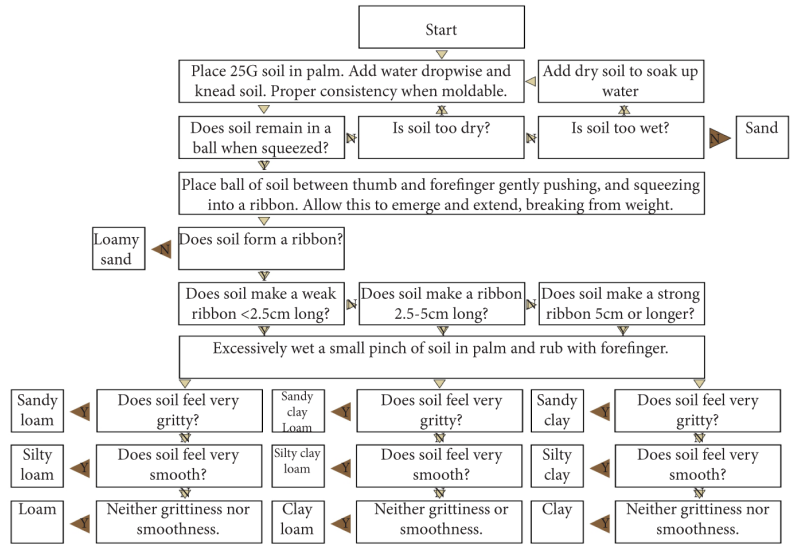 Start
Place 25G soil in palm. Add water dropwise and
knead soil. Proper consistency when moldable.
Add dry soil to soak up
water
Does soil remain in a
ball when squeezed?
N
Y
Is soil too dry?
Y
N
Is soil too wet?
Y
N
Sand
Y
Place ball of soil between thumb and forefinger gently pushing, and squeezing
into a ribbon. Allow this to emerge and extend, breaking from weight.
Loamy
sand
N
Does soil form a ribbon?
Y
Does soil make a weak
ribbon <2.5cm long?
N
Does soil make a ribbon
2.5-5cm long?
N
Does soil make a strong
ribbon 5cm or longer?
Y
Y
Y
Excessively wet a small pinch of soil in palm and rub with forefinger.
Sandy
loam
Y
Does soil feel very
gritty?
Sandy
clay
Loam
Y
Does soil feel very
gritty?
Sandy
clay
Y
Does soil feel very
gritty?
N
N
N
Silty
loam
Y
Does soil feel very
smooth?
Silty clay
loam
Y
Does soil feel very
smooth?
Silty
clay
Y
Does soil feel very
smooth?
N
N
N
Loam
Y
Neither grittiness nor
smoothness.
Clay
loam
Y
Neither grittiness or
smoothness.
Clay
Y
Neither grittiness nor
smoothness.